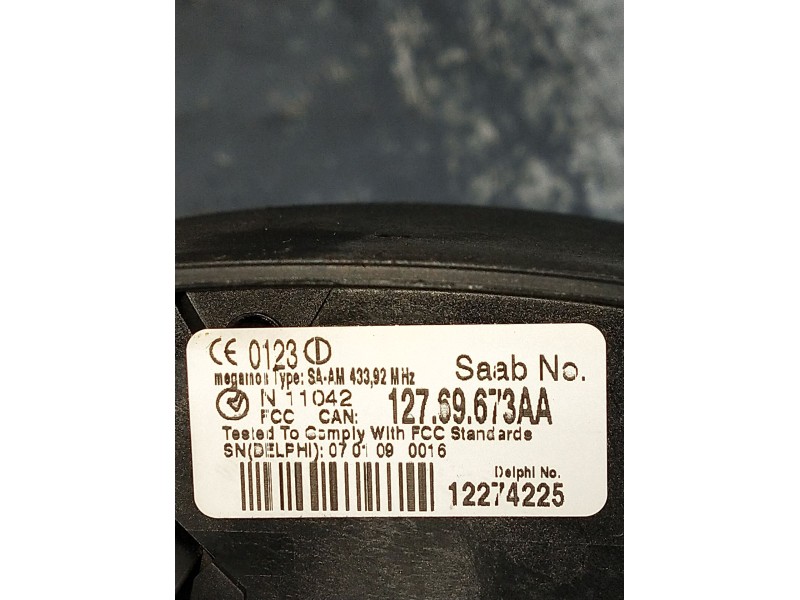 CE 0123
Saab No.
Type: SA-AM 433,92 MHz
N 11042
127.69.673AA
FCC CAN:
Tested To Comply With FCC Standards
SN(DELPHI): 07 01 09 0016
Delphi No.
12274225